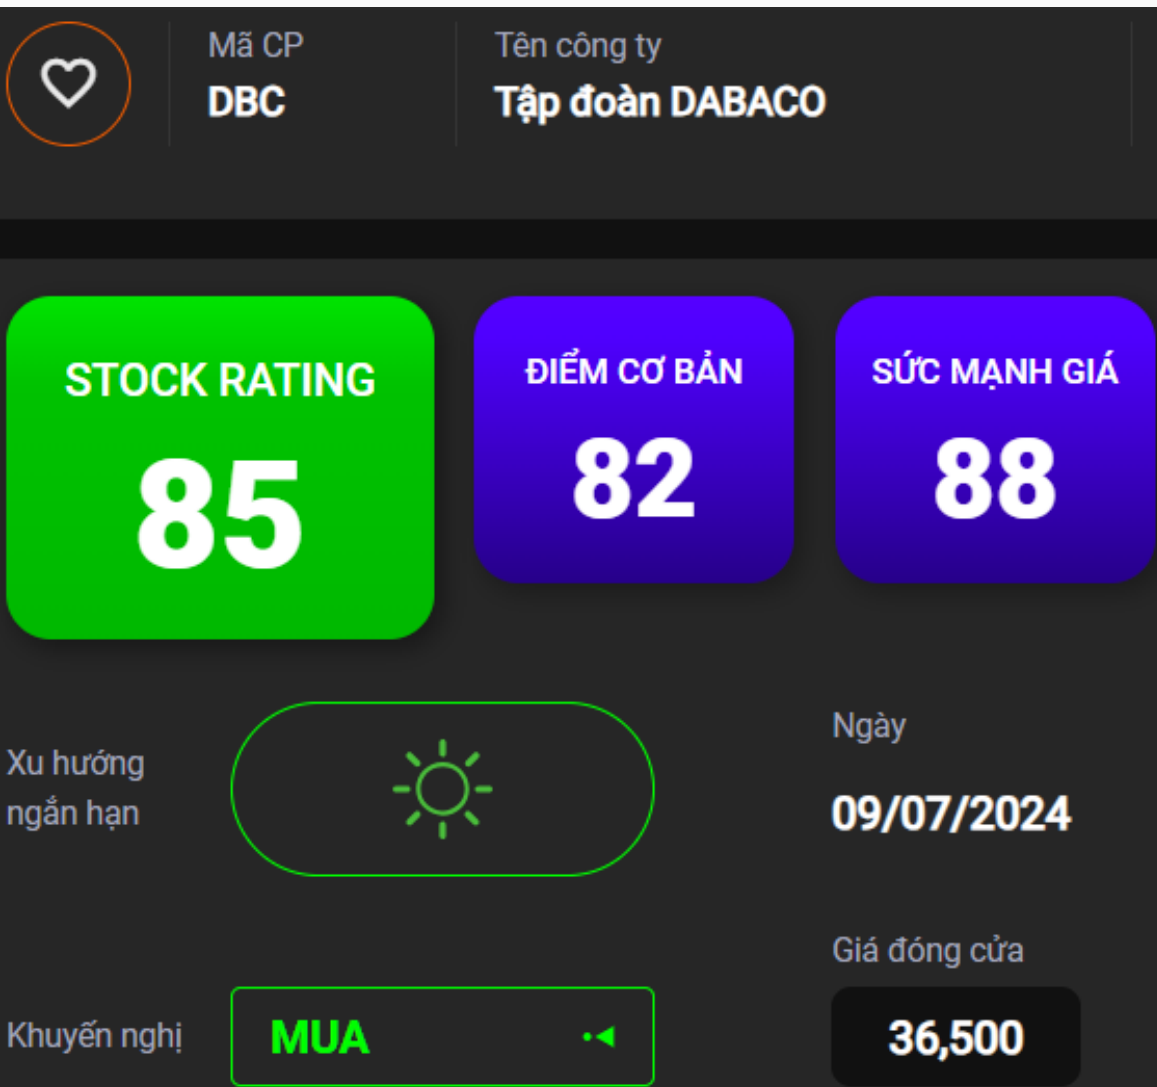 Mã CP
DBC
Tên công ty
Tập đoàn DABACO
STOCK RATING
85
ĐIỂM CƠ BẢN
82
SỨC MẠNH GIÁ
88
Xu hướng
ngắn hạn
Ngày
09/07/2024
Khuyến nghị
MUA
Giá đóng cửa
36,500